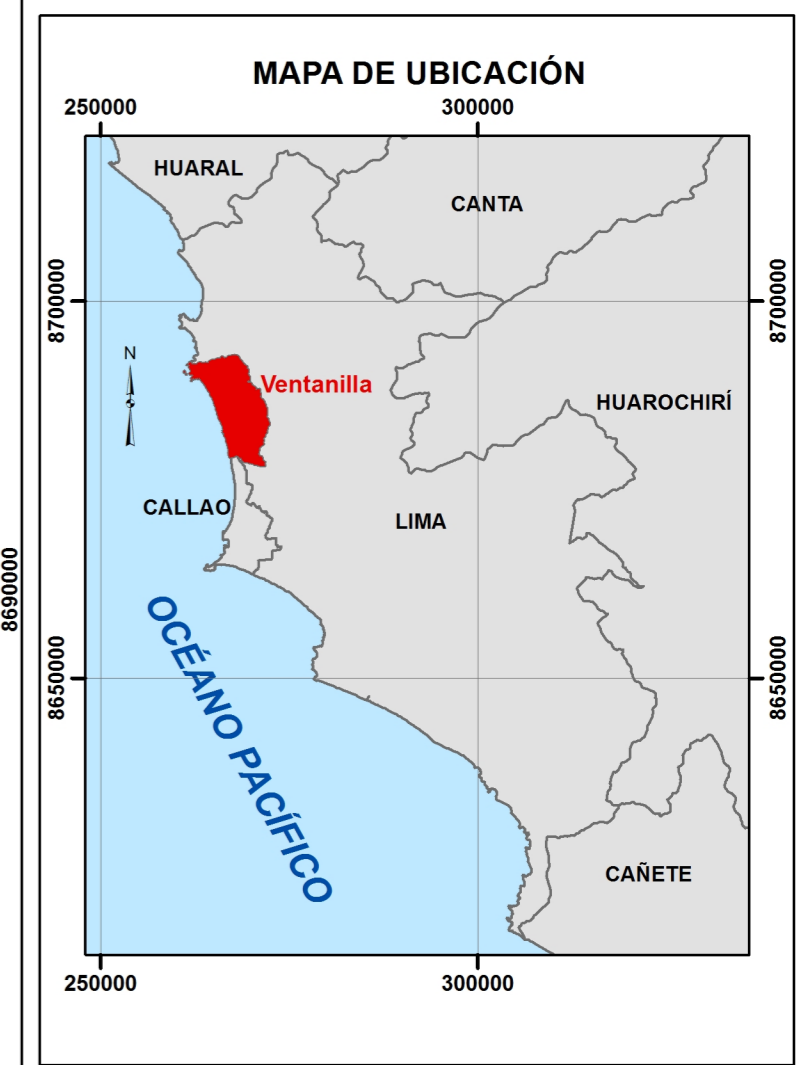 MAPA DE UBICACIÓN
250000
300000
HUARAL
CANTA
8700000
8700000
N
Ventanilla
HUAROCHIRÍ
CALLAO
LIMA
8690000
OCÉANO PACÍFICO
8650000
8650000
CAÑETE
250000
300000